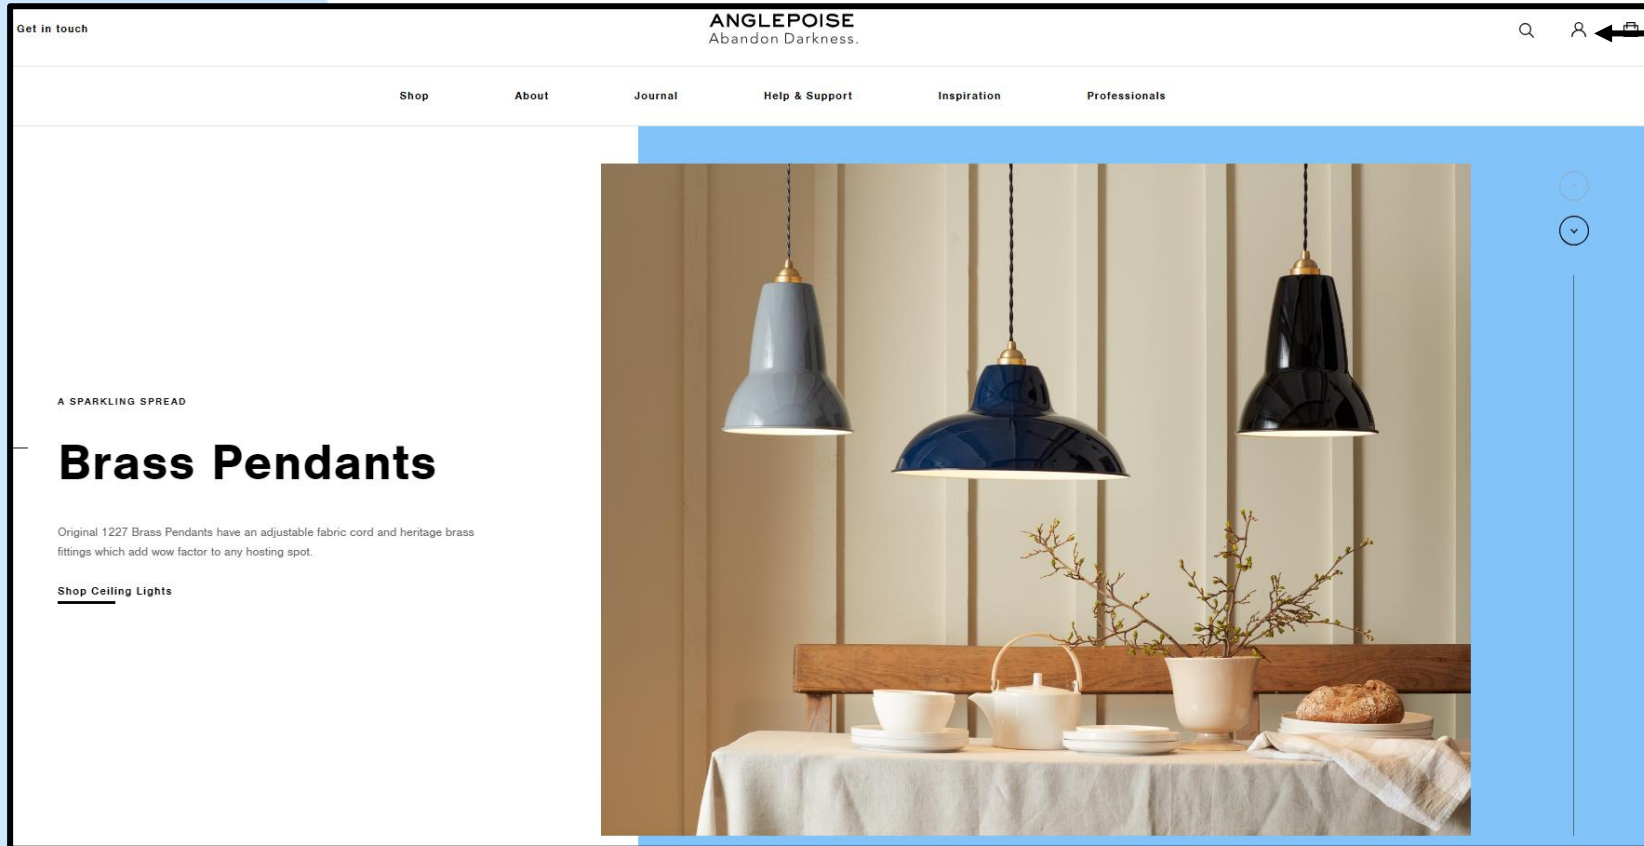 Get in touch
ANGLEPOISE
Abandon Darkness.
Shop
About
Journal
Help & Support
Inspiration
Professionals
A SPARKLING SPREAD
Brass Pendants
Original 1227 Brass Pendants have an adjustable fabric cord and heritage brass
fittings which add wow factor to any hosting spot.
Shop Ceiling Lights